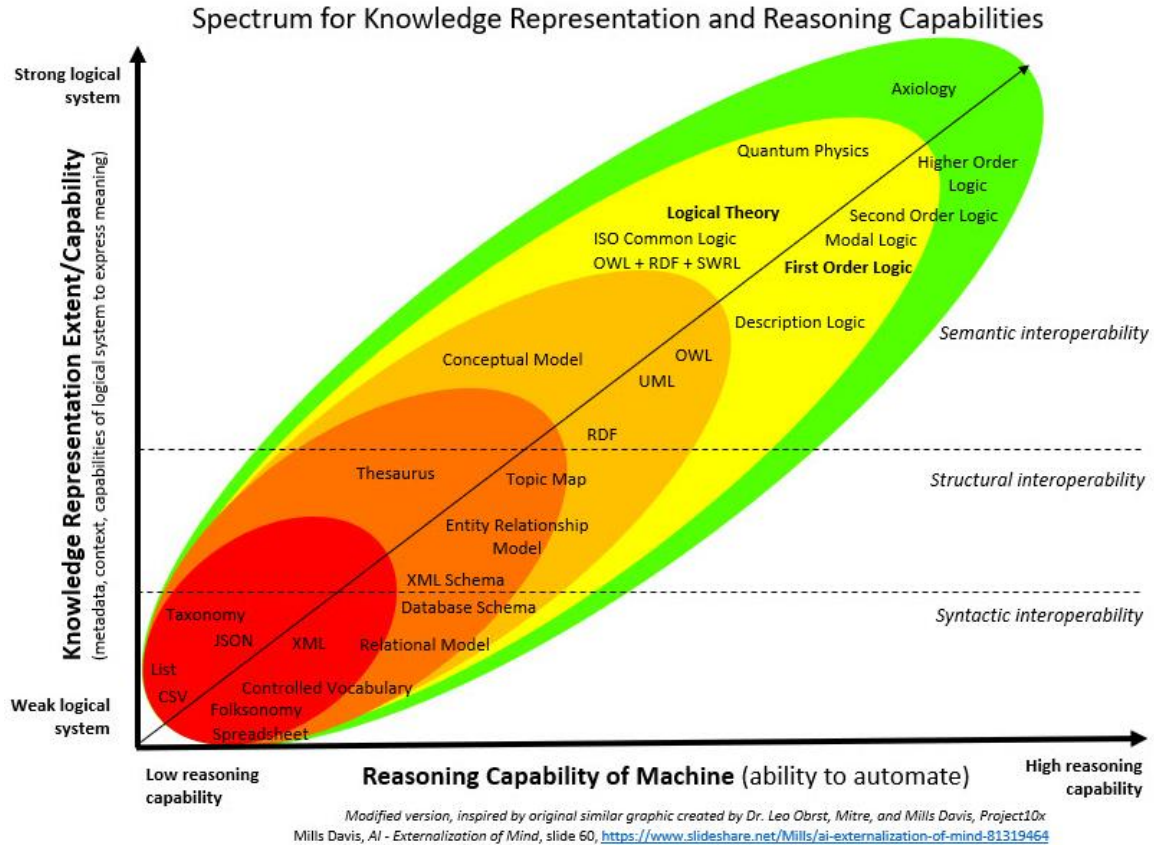 Spectrum for Knowledge Representation and Reasoning Capabilities
Strong logical
system
Knowledge Representation Extent/Capability
(metadata, context, capabilities of logical system to express meaning)
Weak logical
system
Axiology
Quantum Physics
Higher Order
Logic
Logical Theory
Second Order Logic
ISO Common Logic
Modal Logic
OWL + RDF + SWRL
First Order Logic
Description Logic
Semantic interoperability
Conceptual Model
OWL
UML
RDF
Thesaurus
Topic Map
Structural interoperability
Entity Relationship
Model
XML Schema
Database Schema
Syntactic interoperability
Taxonomy
JSON
XML
Relational Model
List
CSV
Controlled Vocabulary
Folksonomy
Spreadsheet
Low reasoning
capability
Reasoning Capability of Machine (ability to automate)
High reasoning
capability
Modified version, inspired by original similar graphic created by Dr. Leo Obrst, Mitre, and Mills Davis, Project10x
Mills Davis, AI - Externalization of Mind, slide 60, https://www.slideshare.net/Mills/ai-externalization-of-mind-81319464